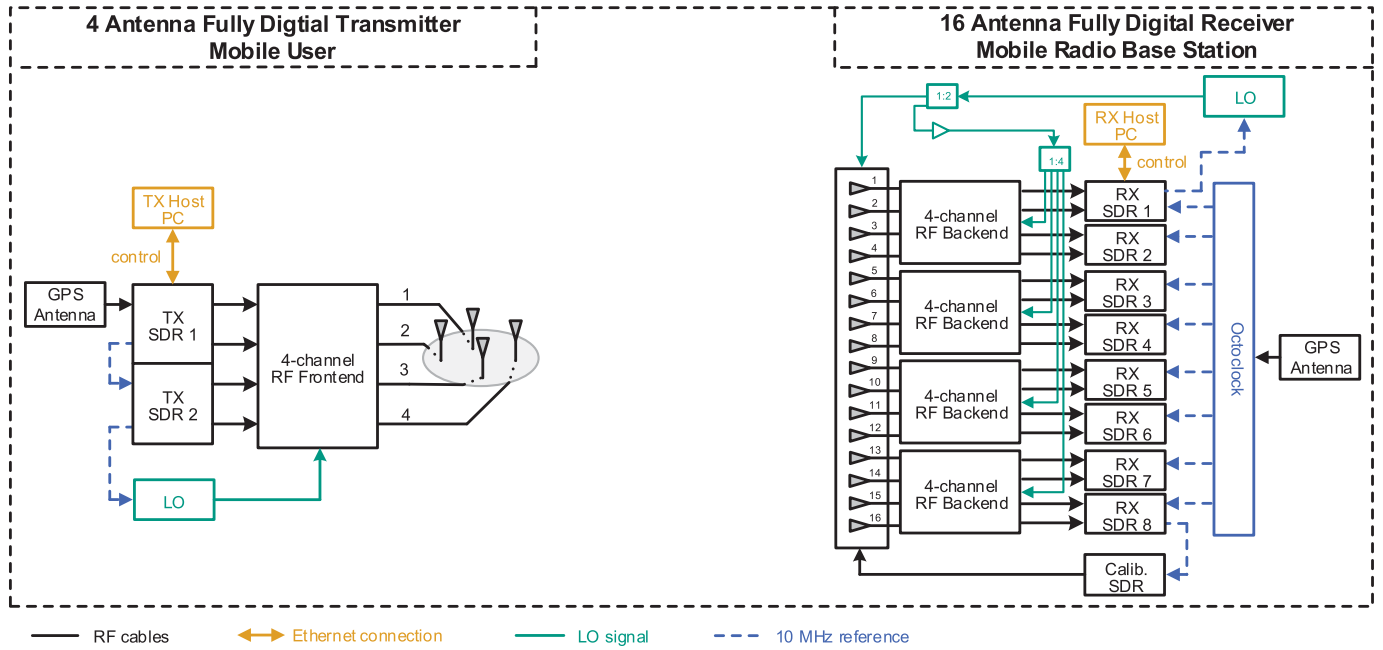 4 Antenna Fully Digtial Transmitter
Mobile User
16 Antenna Fully Digital Receiver
Mobile Radio Base Station
TX Host
PC
control
GPS
Antenna
TX
SDR 1
TX
SDR 2
LO
4-channel
RF Frontend
1
2
3
4
1:2
LO
RX Host
PC
1:4
control
1
2
3
4
5
6
7
8
9
10
11
12
13
14
15
16
4-channel
RF Backend
4-channel
RF Backend
4-channel
RF Backend
4-channel
RF Backend
RX
SDR 1
RX
SDR 2
RX
SDR 3
RX
SDR 4
RX
SDR 5
RX
SDR 6
RX
SDR 7
RX
SDR 8
Calib.
SDR
Octoclock
GPS
Antenna
RF cables
Ethernet connection
LO signal
10 MHz reference